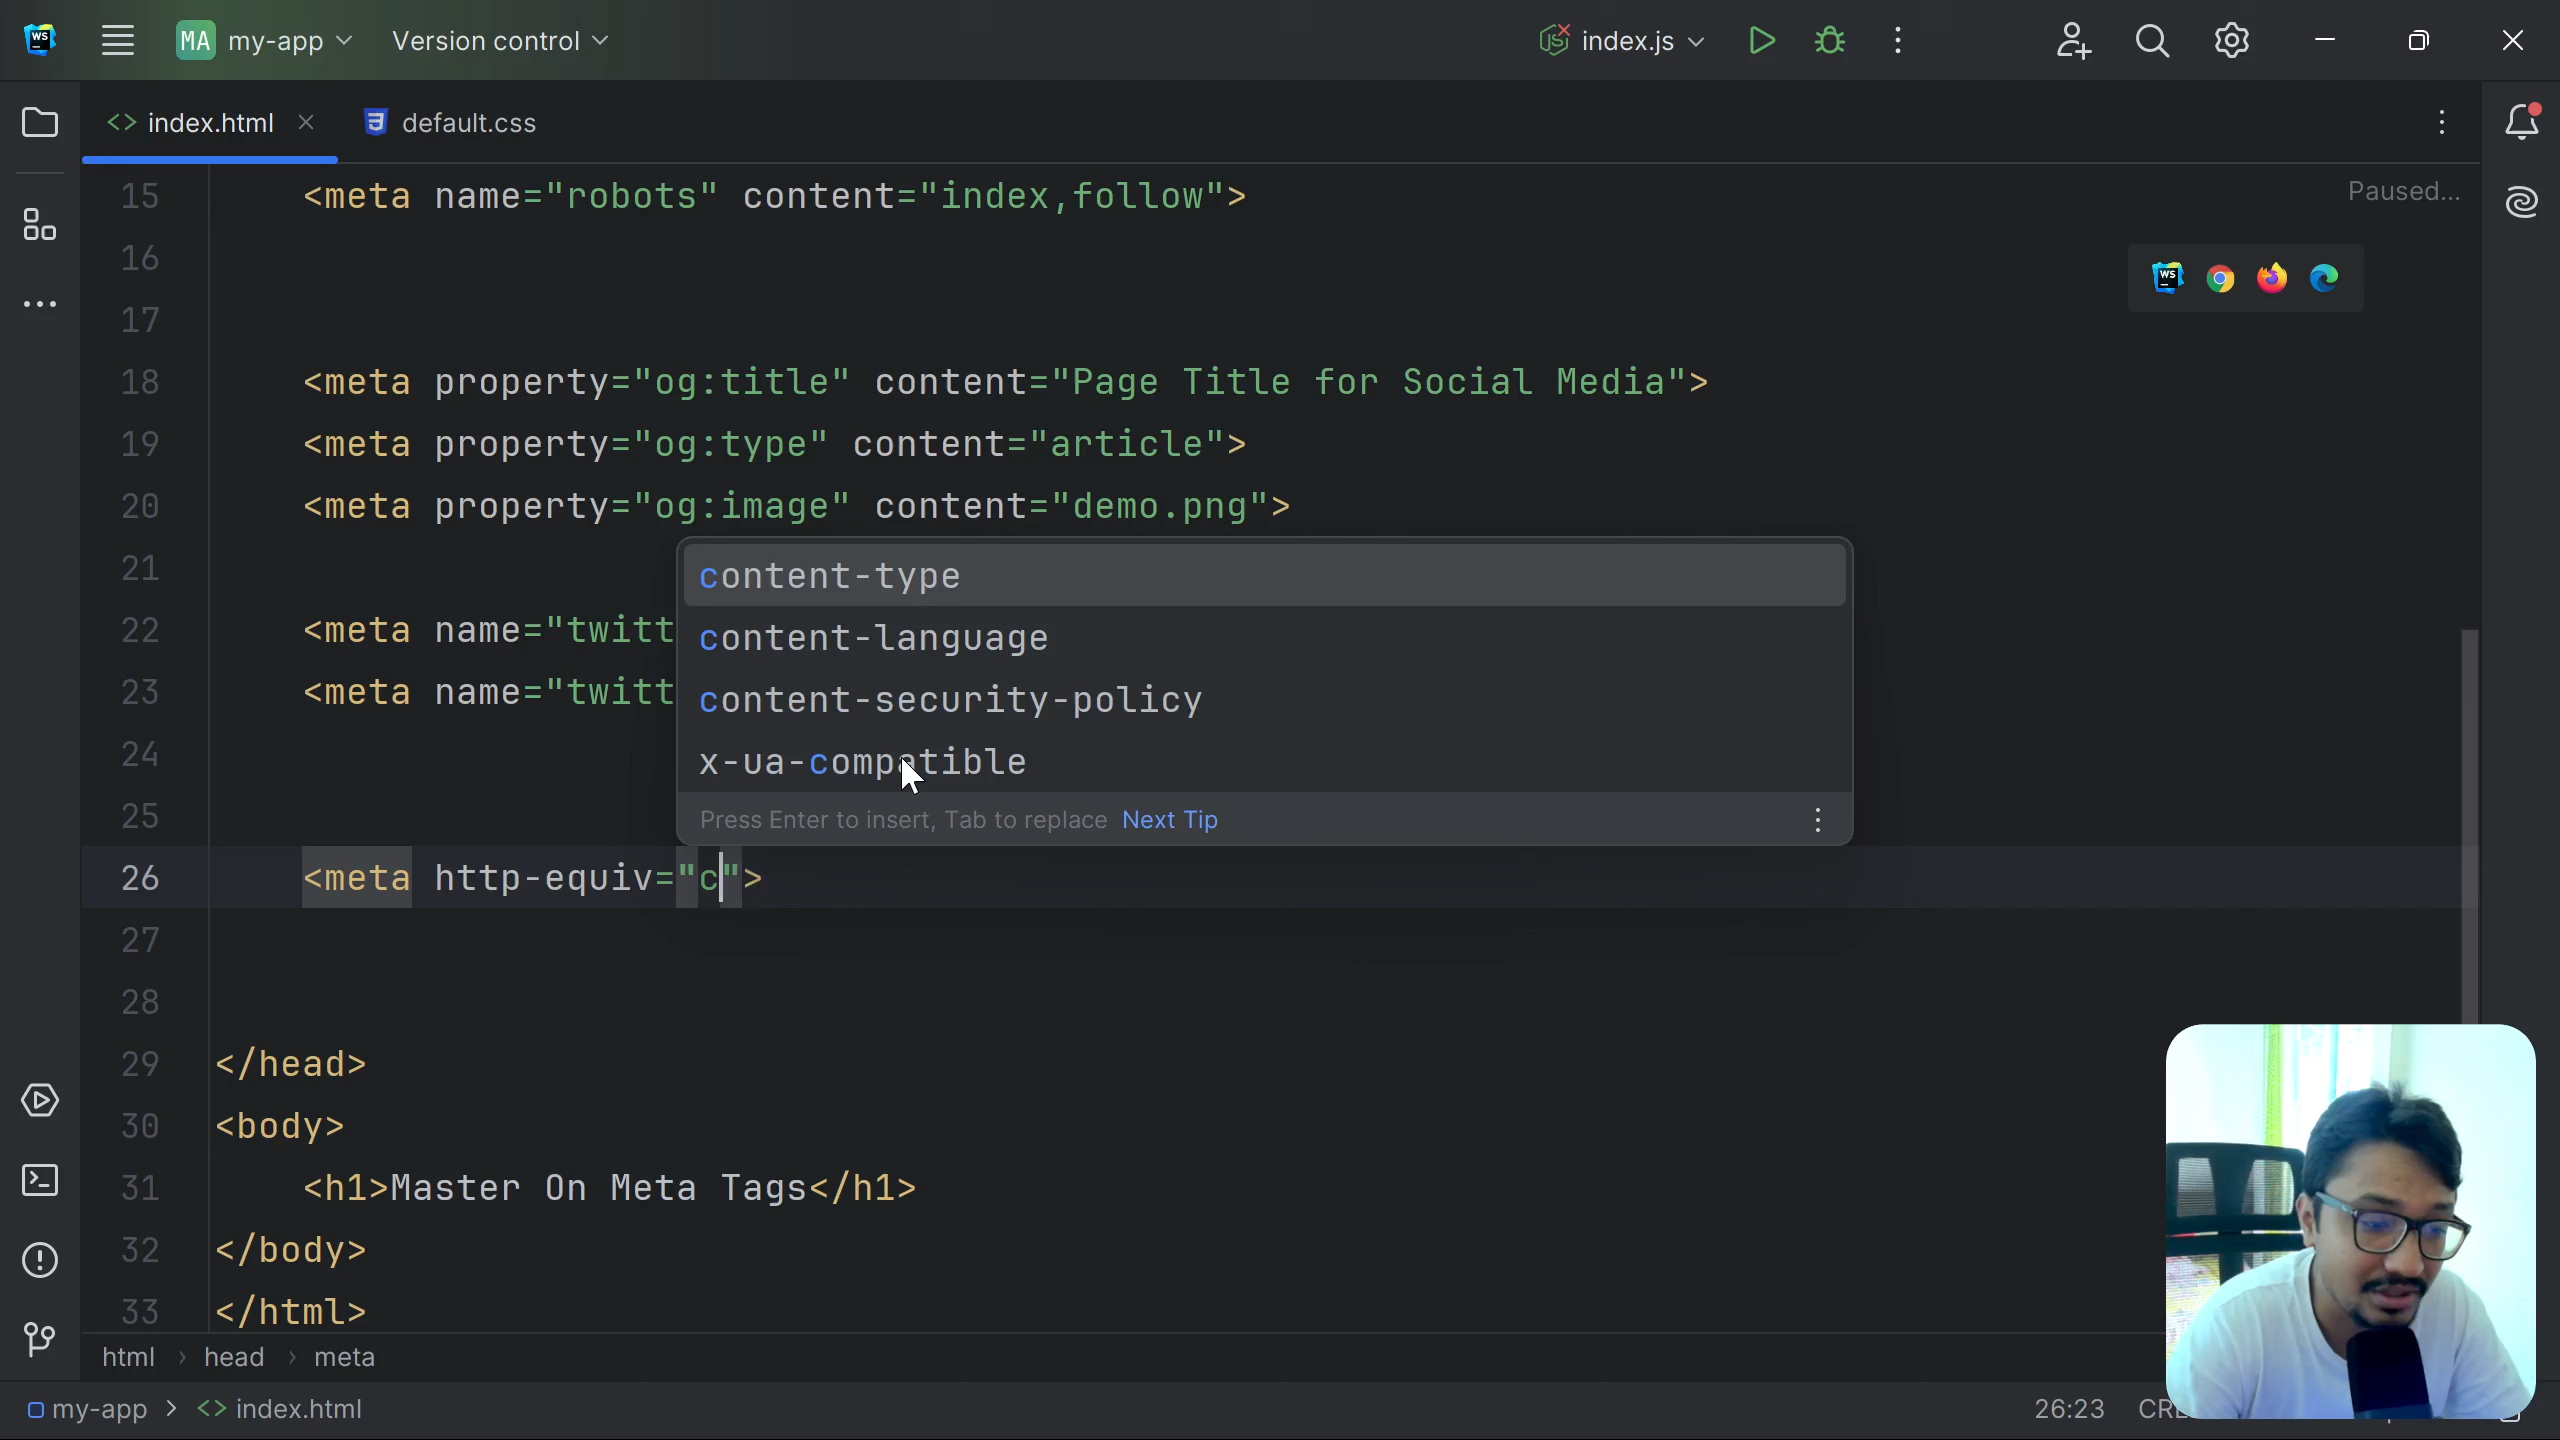 WS MA my-app Version control index.js
index.html default.css
15 <meta name="robots" content="index,follow"> Paused...
16
17
18 <meta property="og:title" content="Page Title for Social Media">
19 <meta property="og:type" content="article">
20 <meta property="og:image" content="demo.png">
21
content-type
22 <meta name="twitt
content-language
23 <meta name="twitt
content-security-policy
24
x-ua-compatible
25
Press Enter to insert, Tab to replace Next Tip
26 <meta http-equiv="c">
27
28
29 </head>
30 <body>
31 <h1>Master On Meta Tags</h1>
32 </body>
33 </html>
html › head › meta
my-app > <> index.html 26:23